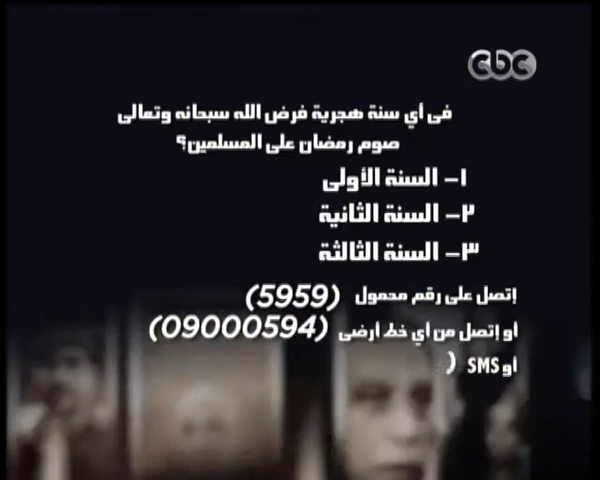 cbc
فى أي سنة هجرية فرض الله سبحانه وتعالى
صوم رمضان على المسلمين؟
١- السنة الأولى
٢- السنة الثانية
٣- السنة الثالثة
إتصل على رقم محمول (5959)
او إتصل من أي خط ارضى (09000594)
او SMS (